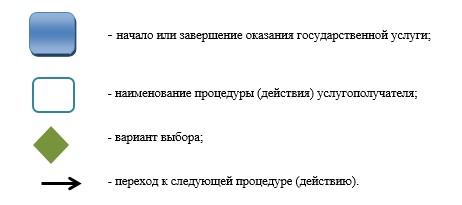 - начало или завершение оказания государственной услуги;
- наименование процедуры (действия) услугополучателя;
- вариант выбора;
- переход к следующей процедуре (действию).